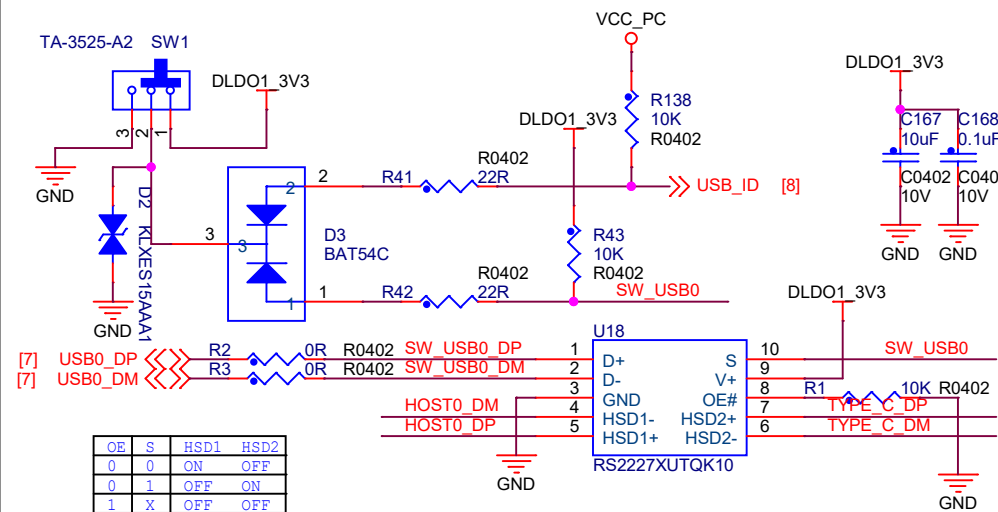 VCC_PC
TA-3525-A2 SW1
DLDO1_3V3
3 2 1
GND
D2 KLXES15AAA1
GND
2 2
3 3
1 1
D3
BAT54C
R41 R0402
22R
R42 R0402
22R
DLDO1_3V3
R138
10K
R0402
USB_ID [8]
R43
10K
R0402
SW_USB0
DLDO1_3V3
C167
10uF
C0402
10V
GND
C168
0.1uF
C040
10V
GND
DLDO1_3V3
U18
[7] USB0_DP R2 0R R0402 SW_USB0_DP 1 D+
[7] USB0_DM R3 0R R0402 SW_USB0_DM 2 D-
3 GND
HOST0_DM 4 HSD1-
HOST0_DP 5 HSD1+
S 10 SW_USB0
V+ 9
OE# 8 R1 10K R0402
HSD2+ 7 TYPE_C_DP
HSD2- 6 TYPE_C_DM
RS2227XUTQK10
GND
GND
OE S HSD1 HSD2
0 0 ON OFF
0 1 OFF ON
1 X OFF OFF